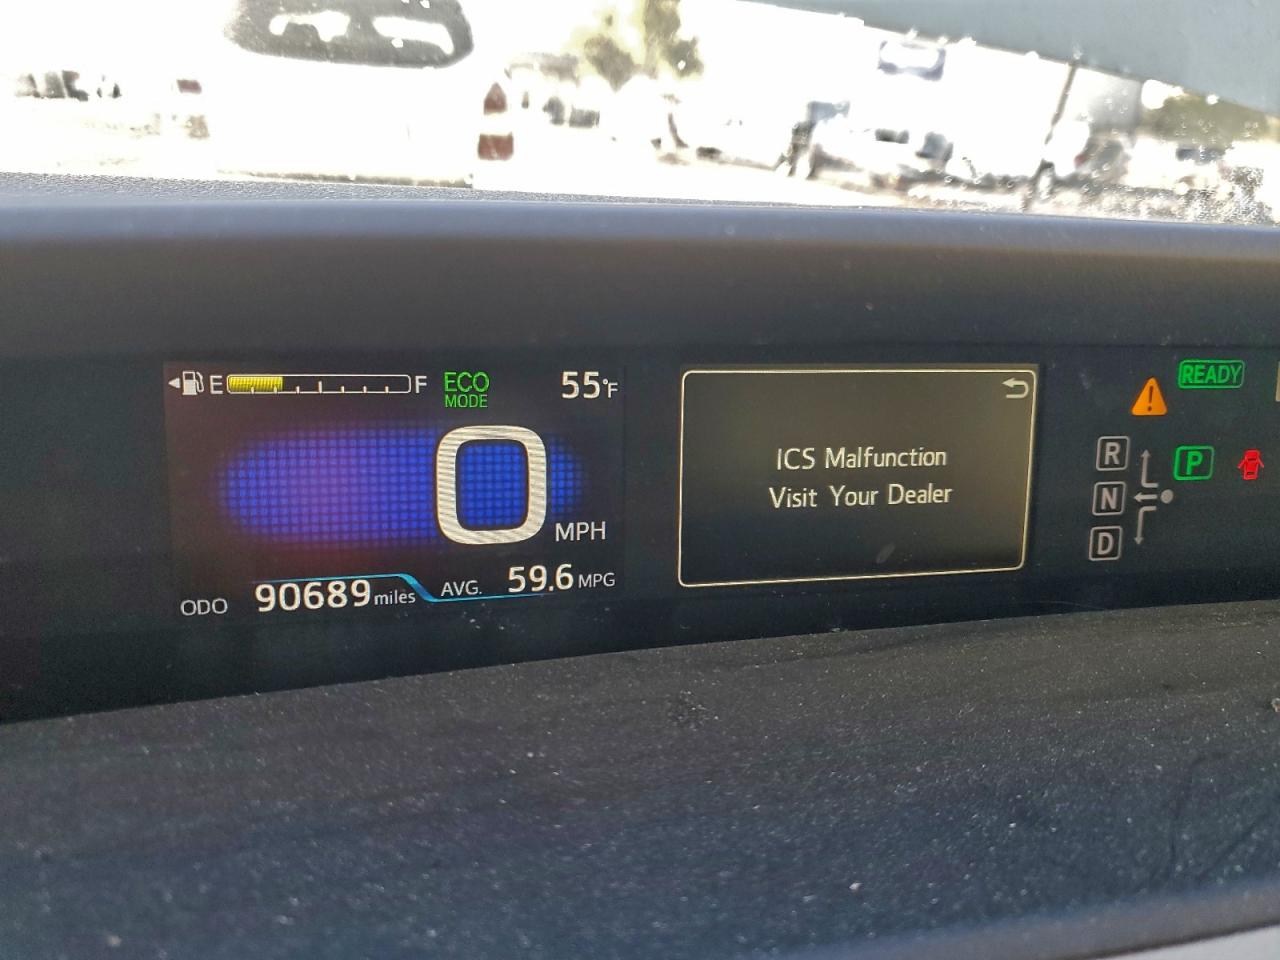 E F ECO
MODE 55°F
0 MPH
ODO 90689 miles AVG. 59.6 MPG
ICS Malfunction
Visit Your Dealer
READY
R
N
D
P